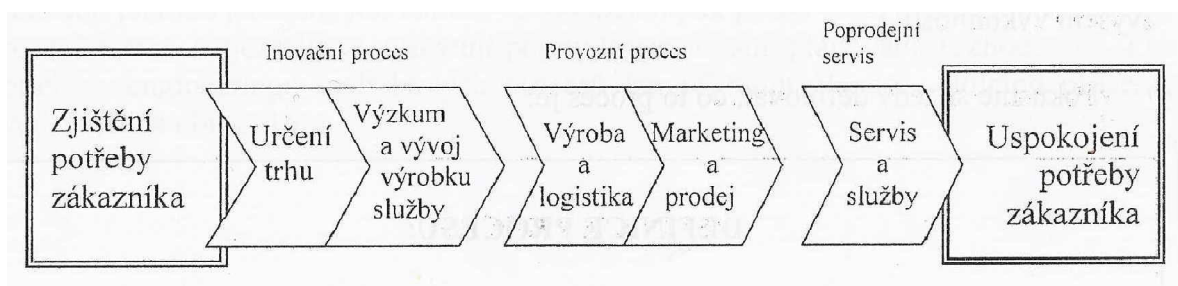 Inovační proces
Provozní proces
Poprodejní
servis
Zjištění
potřeby
zákazníka
Určení
trhu
Výzkum
a vývoj
výrobku
služby
Výroba
a
logistika
Marketing
a
prodej
Servis
a
služby
Uspokojení
potřeby
zákazníka